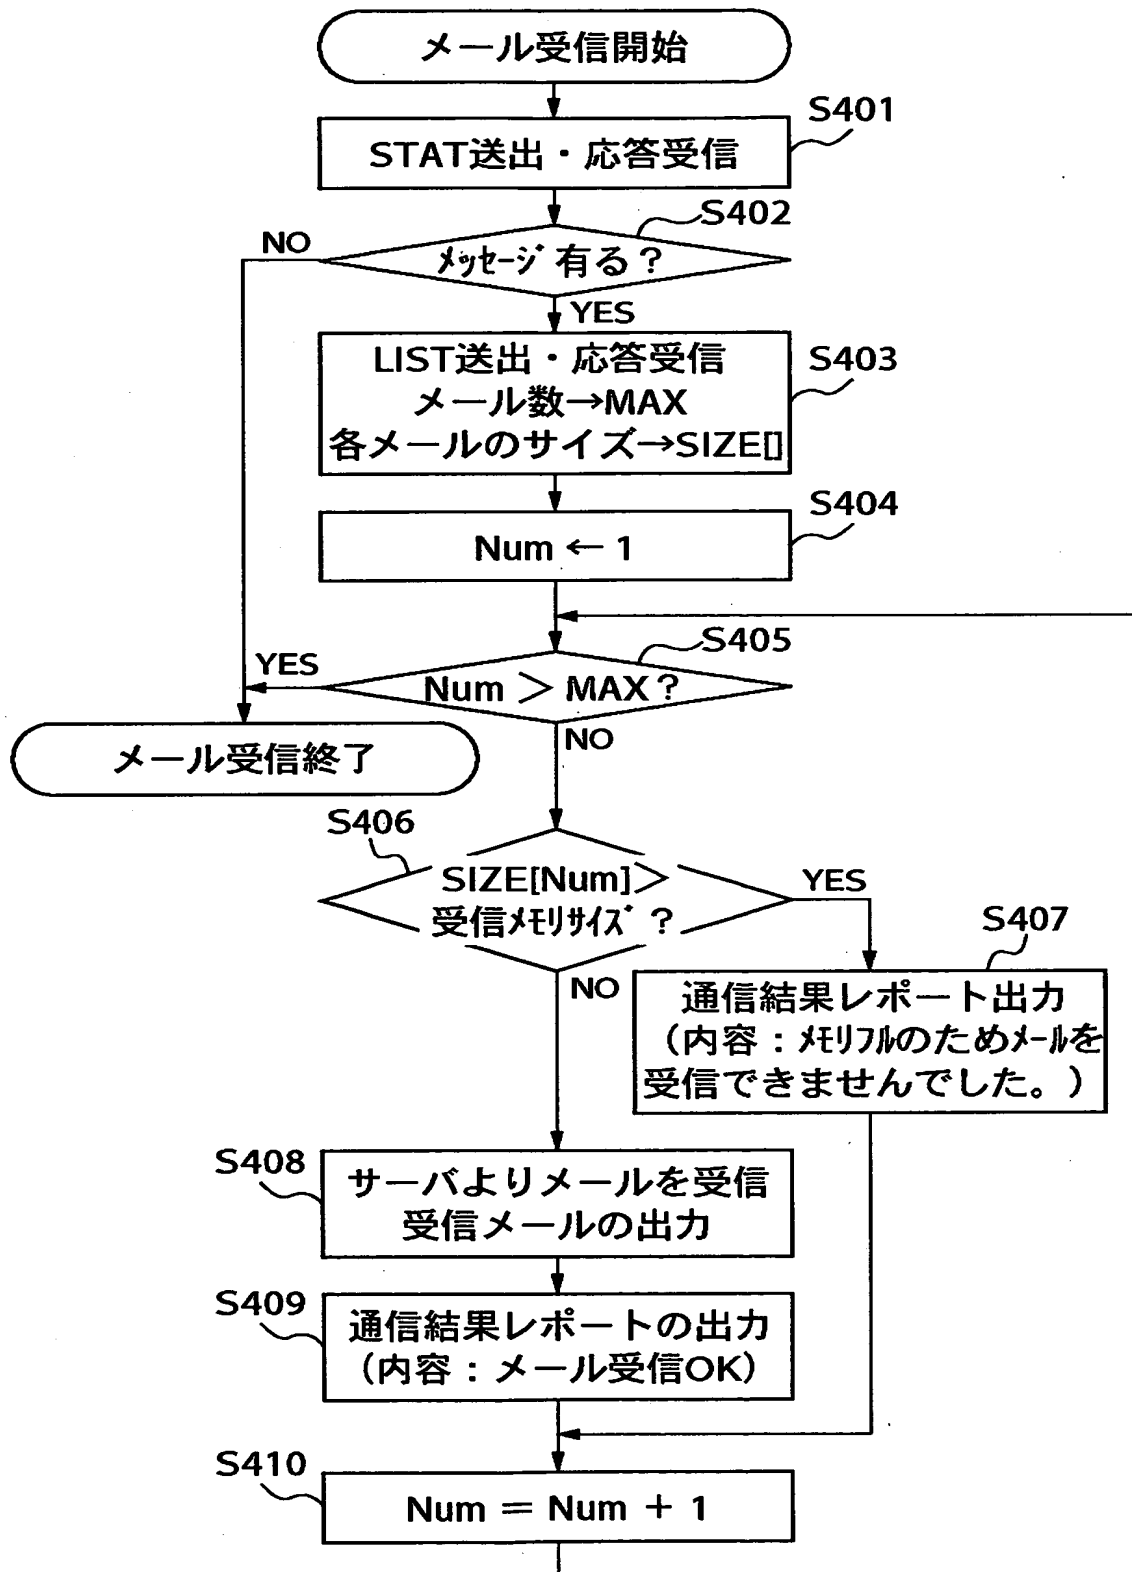 メール受信開始
S401
STAT送出・応答受信
S402
NO
メッセージ有る？
YES
S403
LIST送出・応答受信
メール数→MAX
各メールのサイズ→SIZE[]
S404
Num ← 1
S405
YES
Num ＞ MAX？
NO
メール受信終了
S406
SIZE[Num]＞
受信メモリサイズ？
YES
NO
S407
通信結果レポート出力
（内容：メモリフルのためメールを
受信できませんでした。）
S408
サーバよりメールを受信
受信メールの出力
S409
通信結果レポートの出力
（内容：メール受信OK）
S410
Num ＝ Num + 1